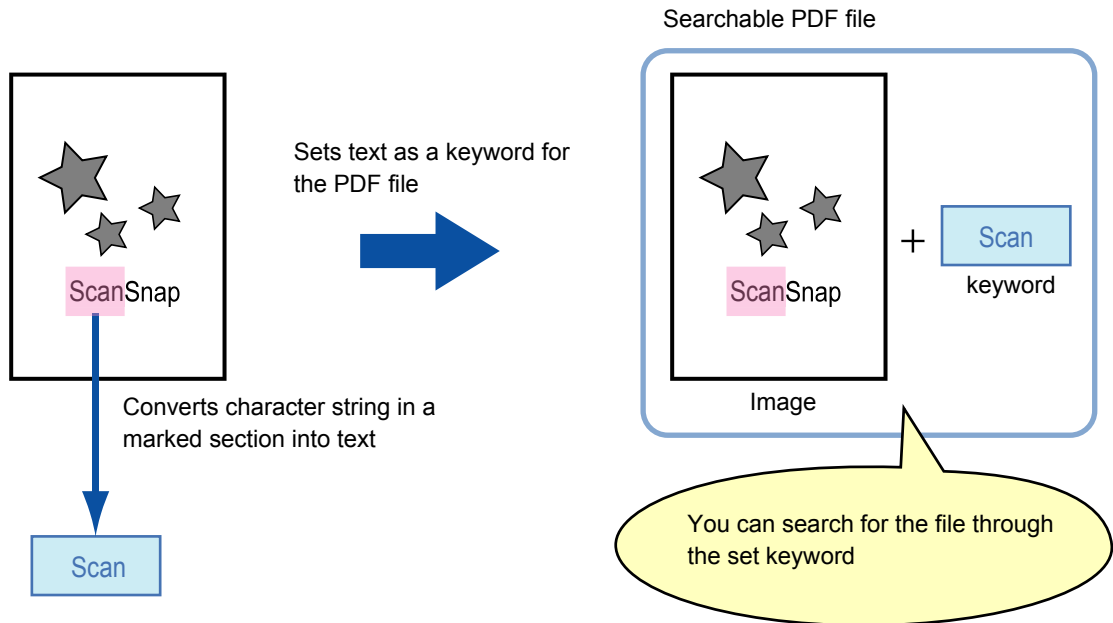 Searchable PDF file
Sets text as a keyword for
the PDF file
ScanSnap
Converts character string in a
marked section into text
Scan
ScanSnap
Image
+
Scan
keyword
You can search for the file through
the set keyword